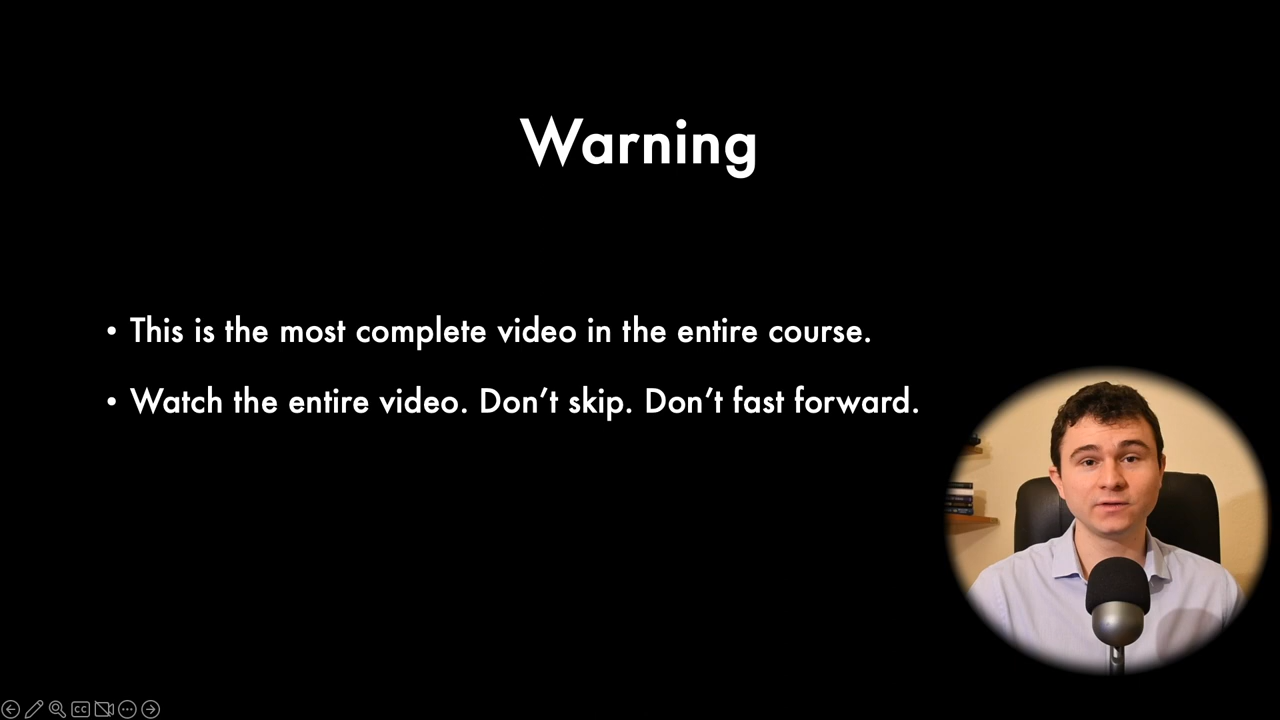 Warning
• This is the most complete video in the entire course.
• Watch the entire video. Don’t skip. Don’t fast forward.